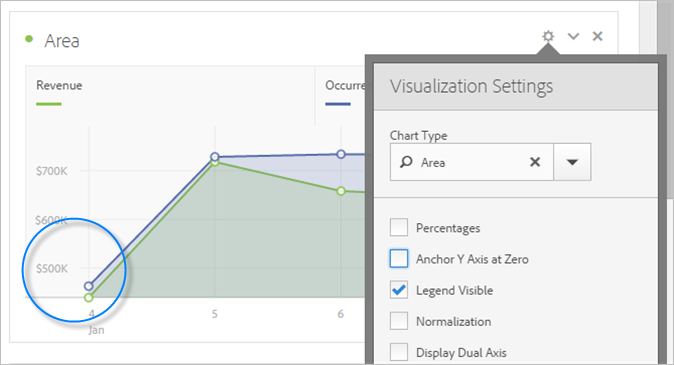 Area
Revenue
Occurre
$700K
$600K
$500K
4
5
6
Jan
Visualization Settings
Chart Type
Area
Percentages
Anchor Y Axis at Zero
Legend Visible
Normalization
Display Dual Axis